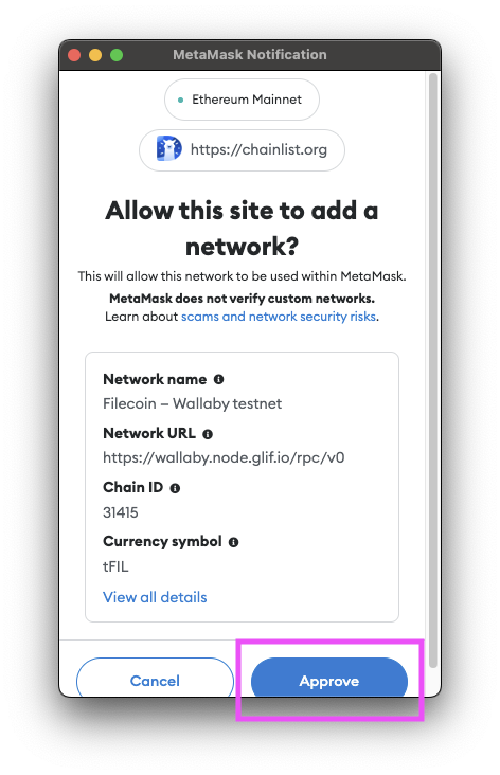 MetaMask Notification
Ethereum Mainnet
https://chainlist.org
Allow this site to add a
network?
This will allow this network to be used within MetaMask.
MetaMask does not verify custom networks.
Learn about scams and network security risks.
Network name
Filecoin – Wallaby testnet
Network URL
https://wallaby.node.glif.io/rpc/v0
Chain ID
31415
Currency symbol
tFIL
View all details
Cancel Approve